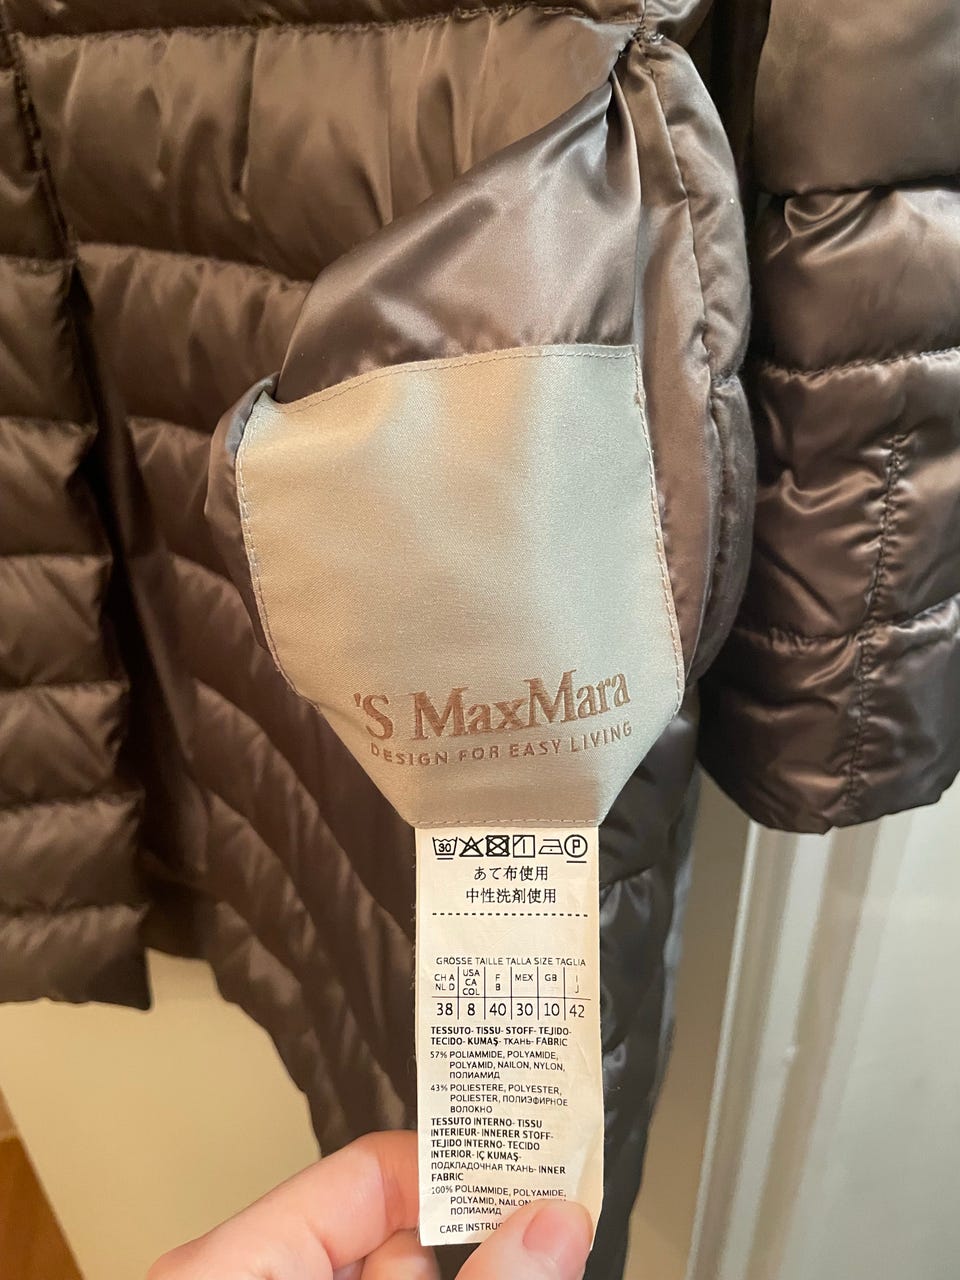 'S MaxMara
DESIGN FOR EASY LIVING
30 P
あて布使用
中性洗剤使用
GRÖSSE TAILLE TALLA SIZE TAGLIA
CH A NL D USA CA COL F B MEX GB I J
38 8 40 30 10 42
TESSUTO- TISSU- STOFF- TEJIDO-
TECIDO- KUMAŞ- ТКАНЬ- FABRIC
57% POLIAMMIDE, POLYAMIDE,
POLYAMID, NAILON, NYLON,
ПОЛИАМИД
43% POLIESTERE, POLYESTER,
POLIESTER, ПОЛИЭФИРНОЕ
ВОЛОКНО
TESSUTO INTERNO- TISSU
INTERIEUR- INNERER STOFF-
TEJIDO INTERNO- TECIDO
INTERIOR- IÇ KUMAŞ-
ПОДКЛАДОЧНАЯ ТКАНЬ- INNER
FABRIC
100% POLIAMMIDE, POLYAMIDE,
POLYAMID, NAILON
ПОЛИАМИД
CARE